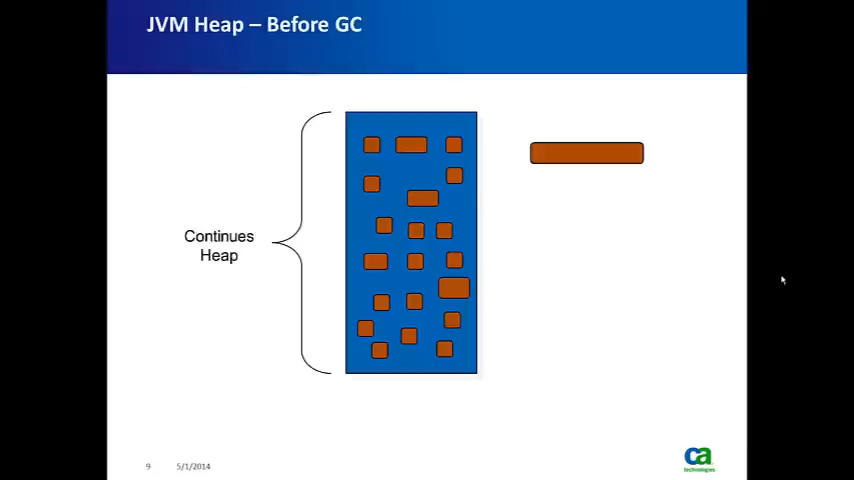 JVM Heap – Before GC
Continues
Heap
9 5/1/2014
ca
technologies